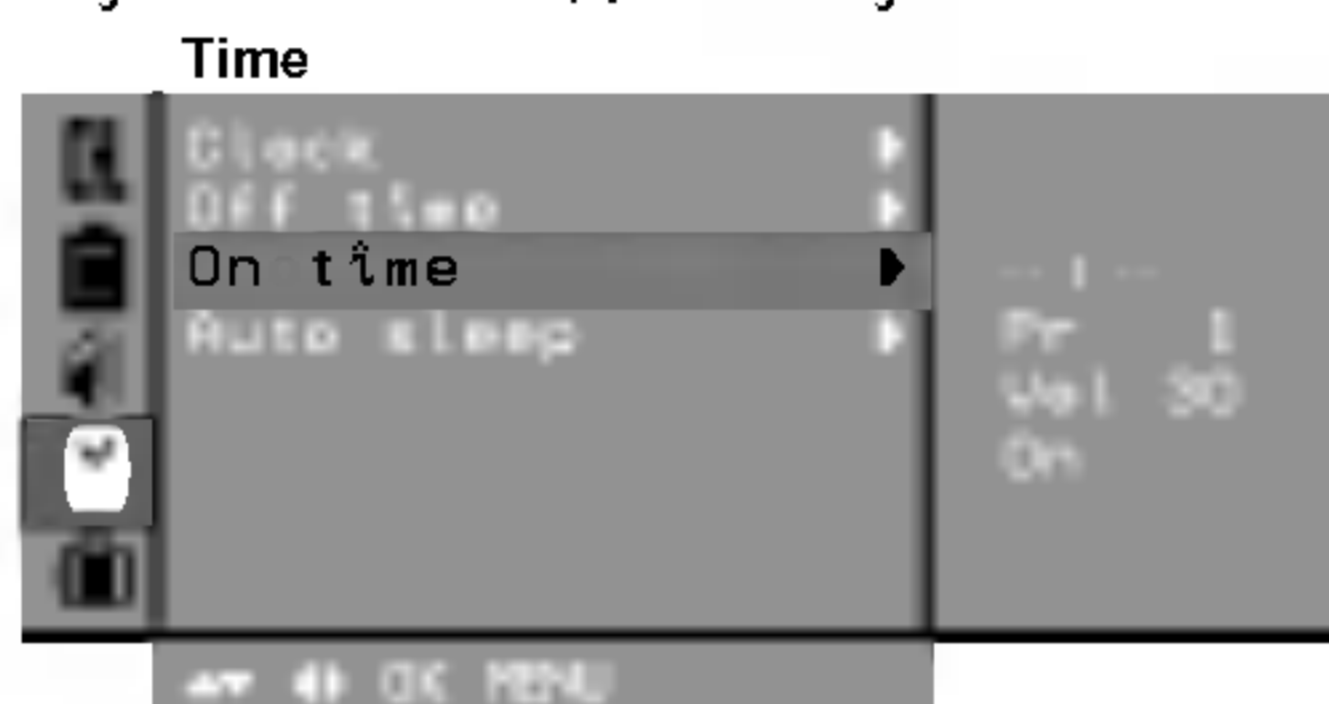 Time
Clock
Off time
On time
Auto sleep
-- : --
Pr 1
Vol 30
On
OK MENU